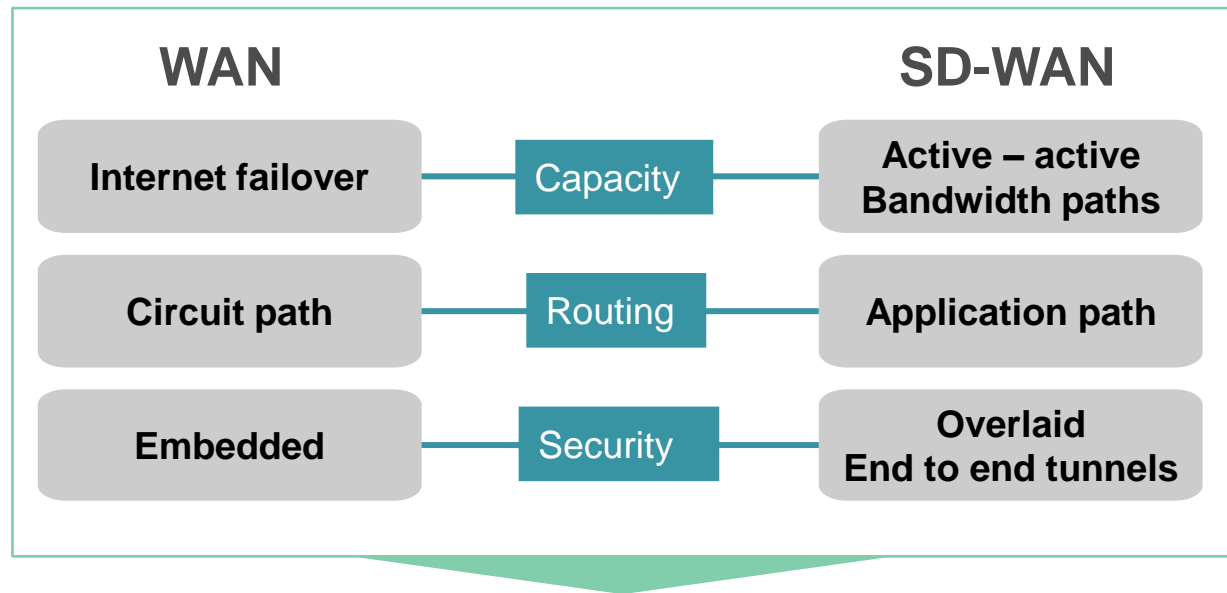 WAN
SD-WAN
Internet failover
Capacity
Active – active
Bandwidth paths
Circuit path
Routing
Application path
Embedded
Security
Overlaid
End to end tunnels